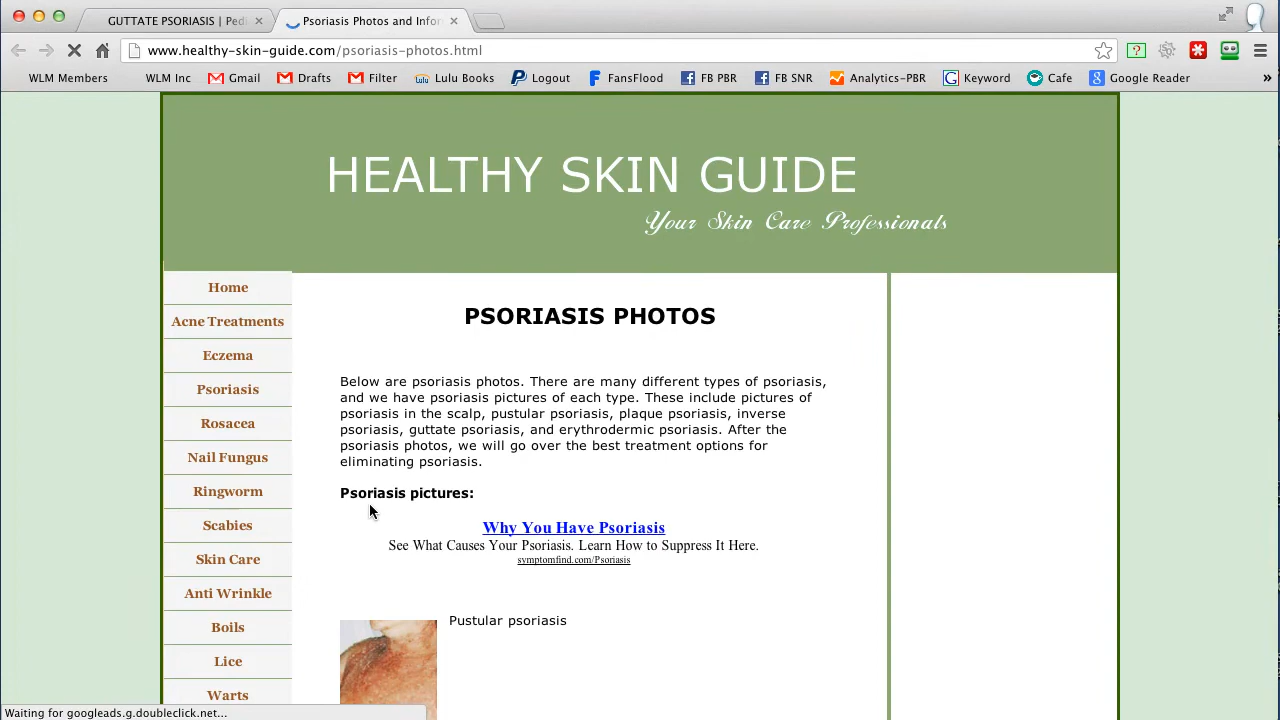 GUTTATE PSORIASIS | Pedi
Psoriasis Photos and Infor
www.healthy-skin-guide.com/psoriasis-photos.html
WLM Members WLM Inc Gmail Drafts Filter Lulu Books Logout FansFlood FB PBR FB SNR Analytics-PBR Keyword Cafe Google Reader »
HEALTHY SKIN GUIDE
Your Skin Care Professionals
Home
Acne Treatments
Eczema
Psoriasis
Rosacea
Nail Fungus
Ringworm
Scabies
Skin Care
Anti Wrinkle
Boils
Lice
Warts
PSORIASIS PHOTOS
Below are psoriasis photos. There are many different types of psoriasis,
and we have psoriasis pictures of each type. These include pictures of
psoriasis in the scalp, pustular psoriasis, plaque psoriasis, inverse
psoriasis, guttate psoriasis, and erythrodermic psoriasis. After the
psoriasis photos, we will go over the best treatment options for
eliminating psoriasis.
Psoriasis pictures:
Why You Have Psoriasis
See What Causes Your Psoriasis. Learn How to Suppress It Here.
symptomfind.com/Psoriasis
Pustular psoriasis
Waiting for googleads.g.doubleclick.net...